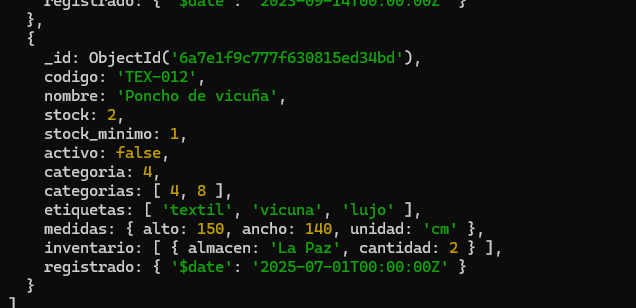 registrado: { '$date': '2023-09-14T00:00:00Z' }
},
{
_id: ObjectId('6a7e1f9c777f630815ed34bd'),
codigo: 'TEX-012',
nombre: 'Poncho de vicuña',
stock: 2,
stock_minimo: 1,
activo: false,
categoria: 4,
categorias: [ 4, 8 ],
etiquetas: [ 'textil', 'vicuna', 'lujo' ],
medidas: { alto: 150, ancho: 140, unidad: 'cm' },
inventario: [ { almacen: 'La Paz', cantidad: 2 } ],
registrado: { '$date': '2025-07-01T00:00:00Z' }
}
]